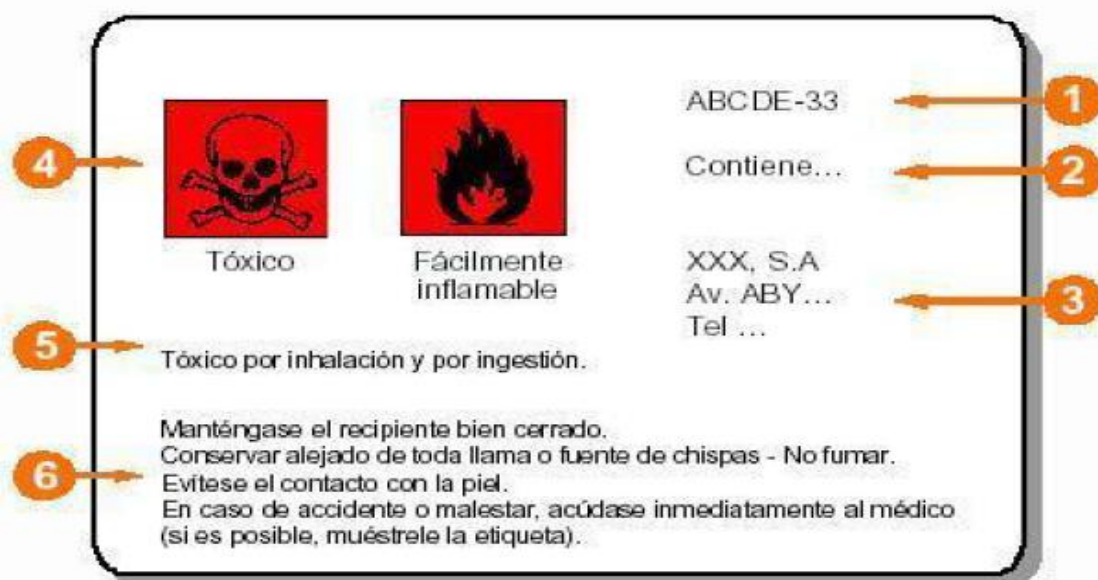 ABCDE-33
1
4
Contiene...
2
Tóxico
Fácilmente
inflamable
XXX, S.A
Av. ABY...
Tel ...
3
5
Tóxico por inhalación y por ingestión.
Manténgase el recipiente bien cerrado.
Conservar alejado de toda llama o fuente de chispas - No fumar.
6
Evítese el contacto con la piel.
En caso de accidente o malestar, acúdase inmediatamente al médico
(si es posible, muéstrele la etiqueta).